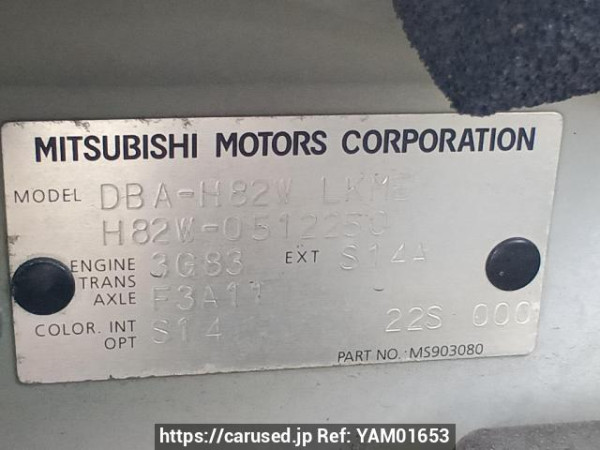 MITSUBISHI MOTORS CORPORATION
MODEL DBA-H82W LKME
H82W-0512230
ENGINE 3G83 EXT S14A
TRANS
AXLE F3A11
COLOR. INT S14 22S 000
OPT
PART NO. MS903080
https://carused.jp Ref: YAM01653